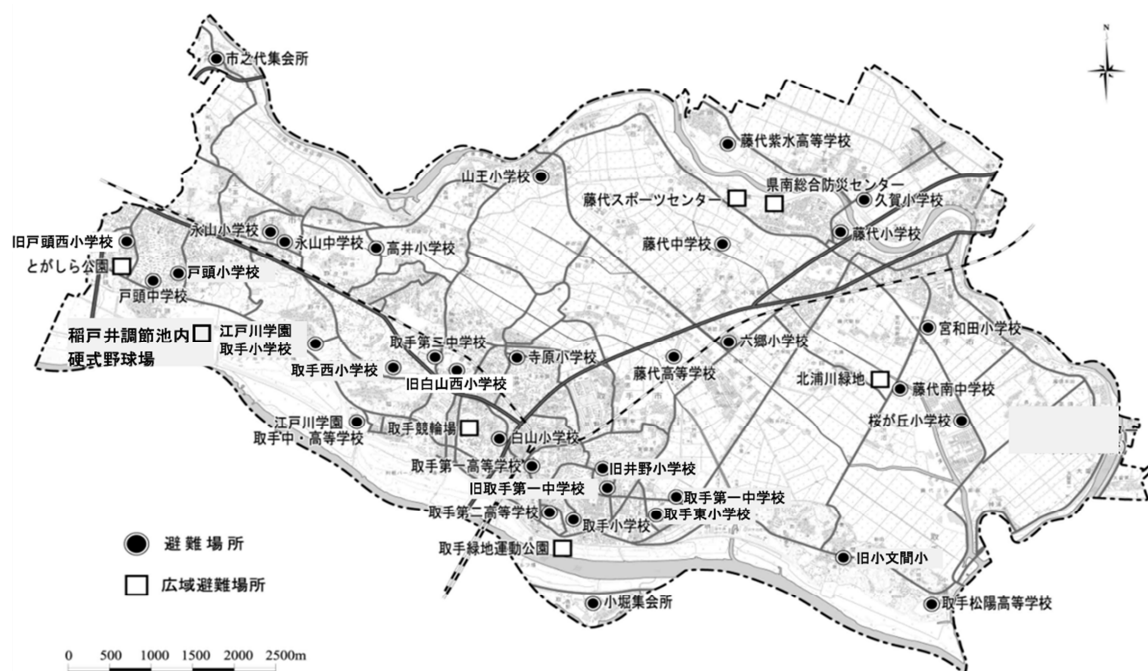 N
市之代集会所
藤代紫水高等学校
山王小学校
県南総合防災センター
藤代スポーツセンター
久賀小学校
永山小学校
永山中学校
高井小学校
藤代中学校
藤代小学校
旧戸頭西小学校
とがしら公園
戸頭小学校
戸頭中学校
稲戸井調節池内
硬式野球場
江戸川学園
取手小学校
取手第二中学校
寺原小学校
藤代高等学校
六郷小学校
宮和田小学校
取手西小学校
旧白山西小学校
北浦川緑地
藤代南中学校
桜が丘小学校
江戸川学園
取手中・高等学校
取手競輪場
白山小学校
取手第一高等学校
旧井野小学校
旧取手第一中学校
取手第一中学校
取手第二高等学校
取手小学校
取手東小学校
取手緑地運動公園
旧小文間小
小堀集会所
取手松陽高等学校
避難場所
広域避難場所
0 500 1000 1500 2000 2500m